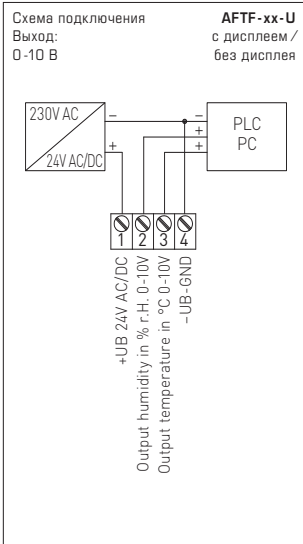 Схема подключения
Выход:
0-10 В
AFTF-xx-U
с дисплеем /
без дисплея
230V AC
24V AC/DC
–
+
–
+
+
PLC
PC
1 2 3 4
+UB 24V AC/DC
Output humidity in % r.H. 0-10V
Output temperature in °C 0-10V
–UB-GND